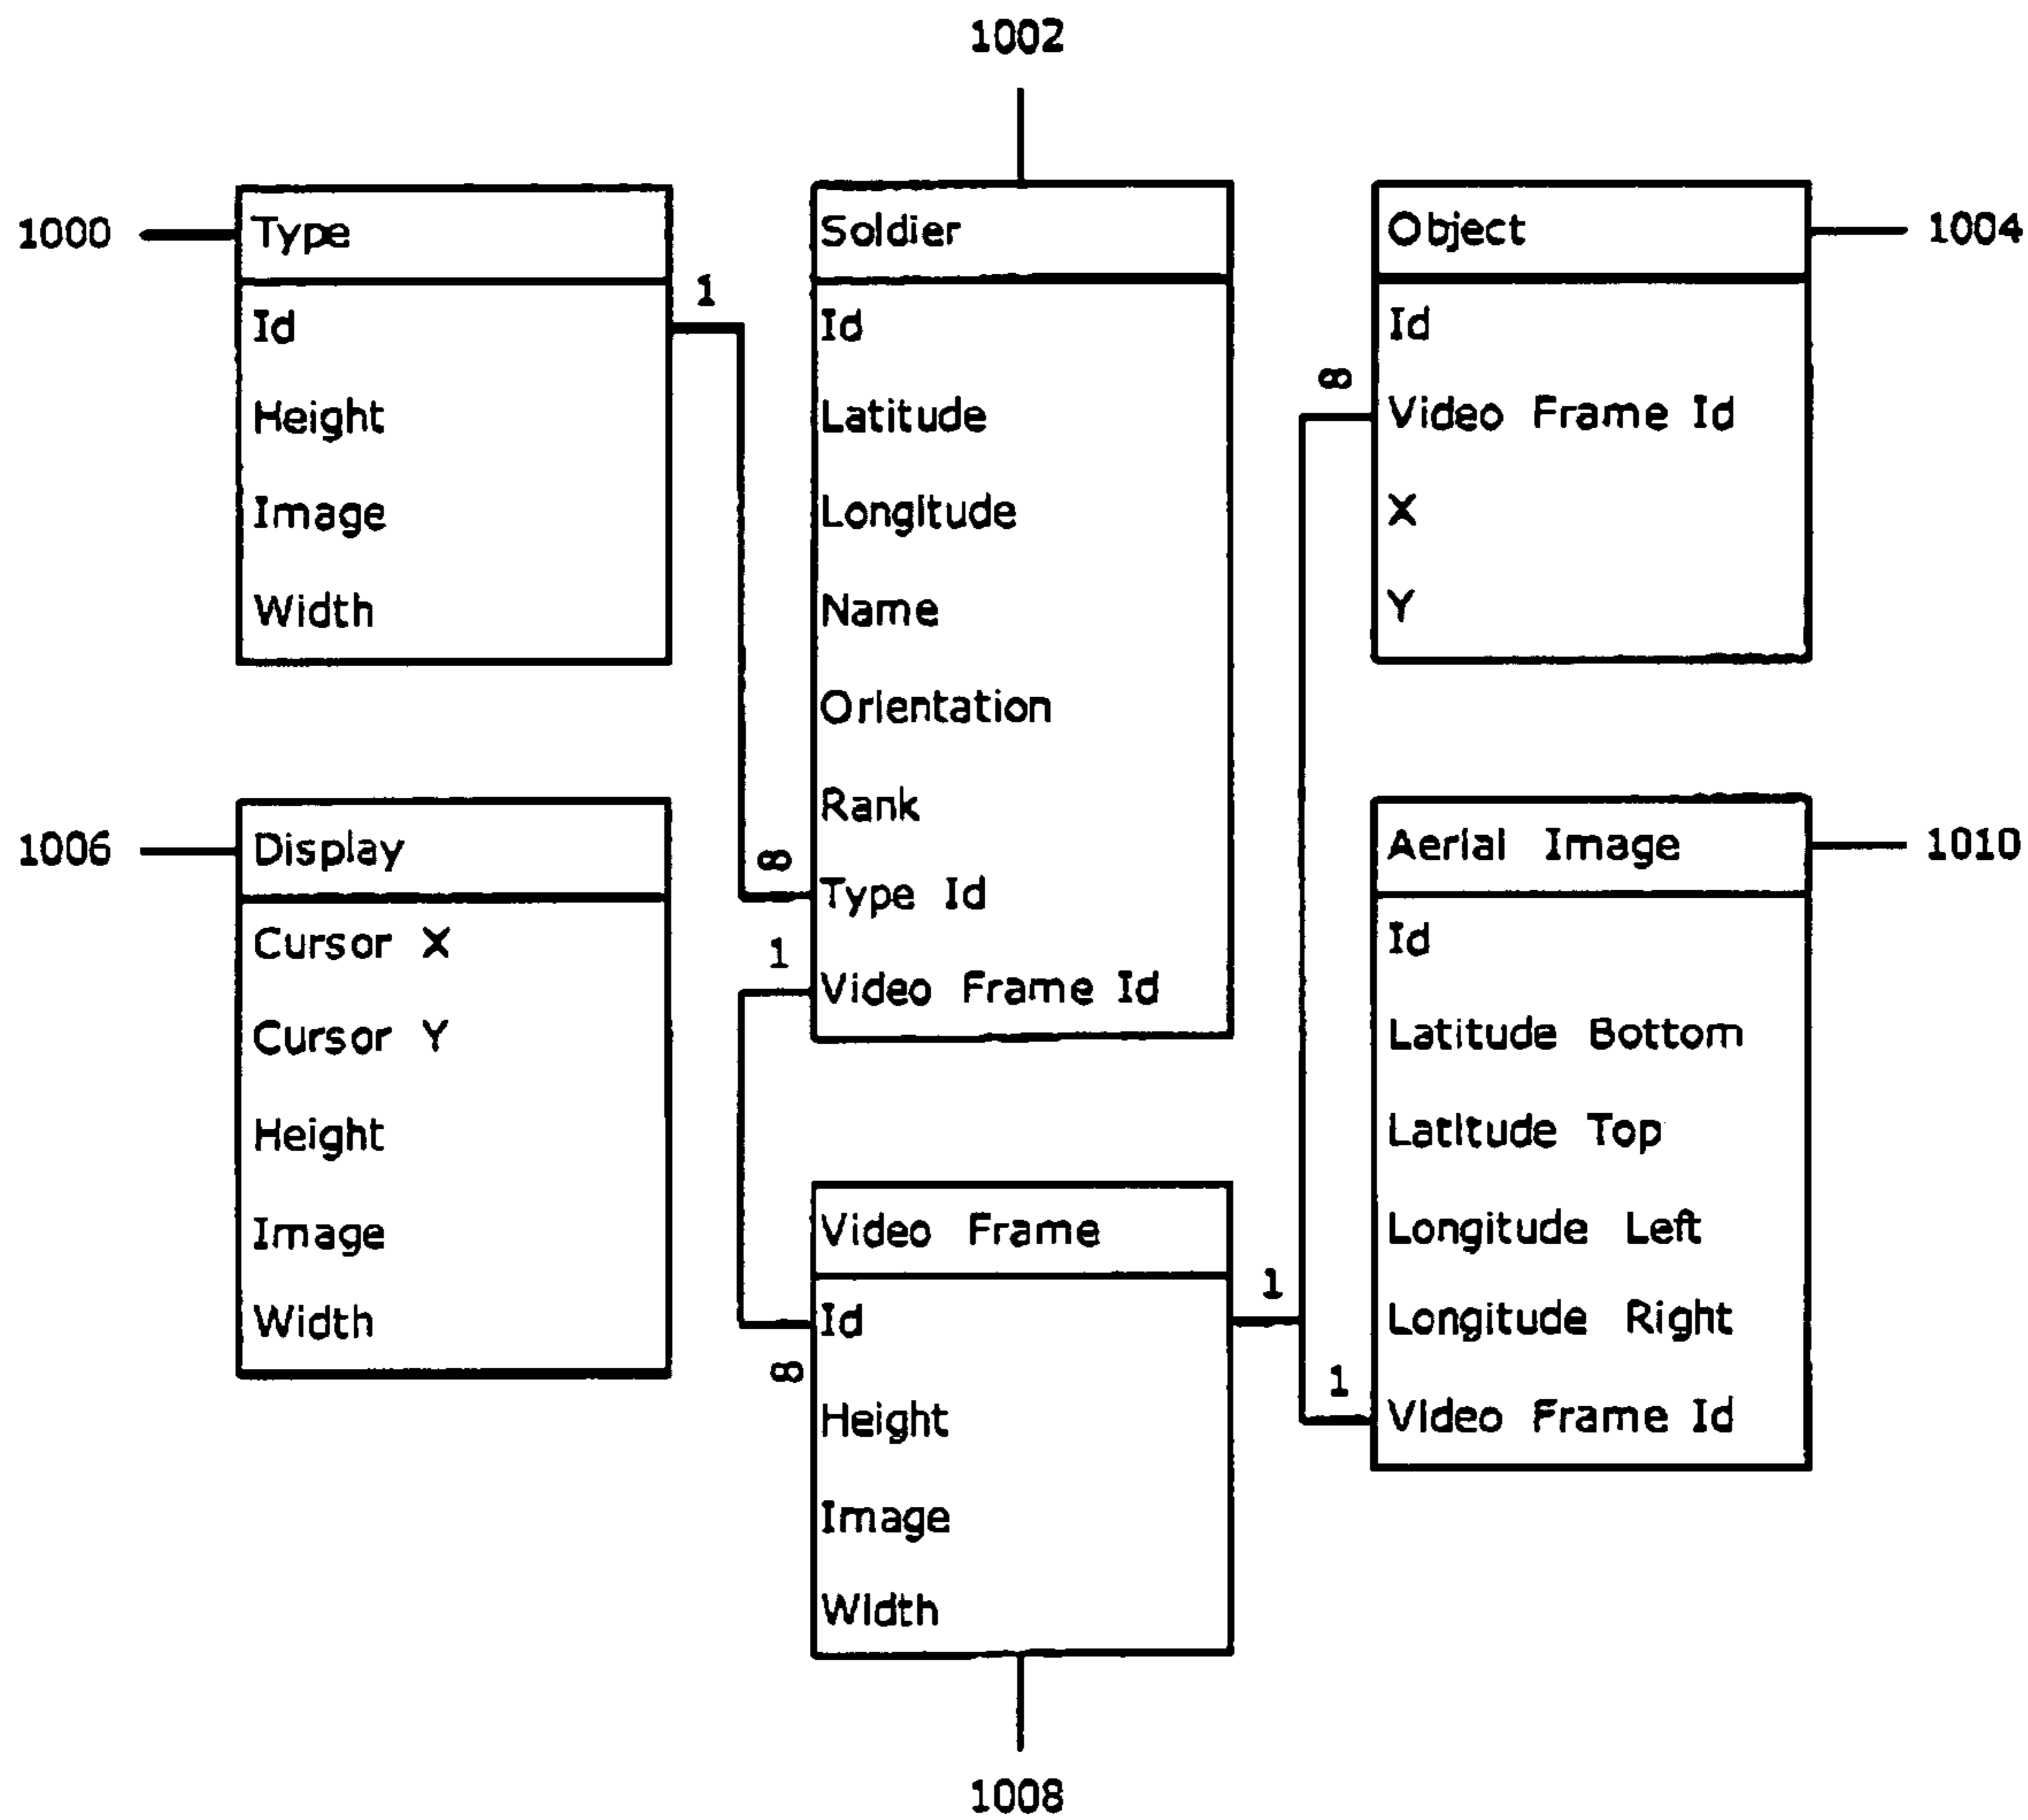 1002
1000
Type
Id
Height
Image
Width
1
Soldier
Id
Latitude
Longitude
Name
Orientation
Rank
∞
Type Id
1
Video Frame Id
Object
1004
Id
∞
Video Frame Id
X
Y
1006
Display
Cursor X
Cursor Y
Height
Image
Width
Video Frame
Id
1
∞
Height
Image
Width
1008
Aerial Image
1010
Id
Latitude Bottom
Latitude Top
Longitude Left
Longitude Right
1
Video Frame Id